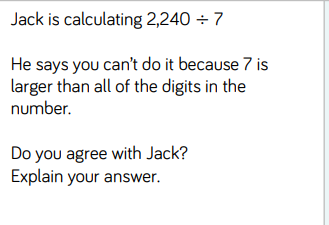 Jack is calculating 2,240 ÷ 7
He says you can't do it because 7 is
larger than all of the digits in the
number.
Do you agree with Jack?
Explain your answer.